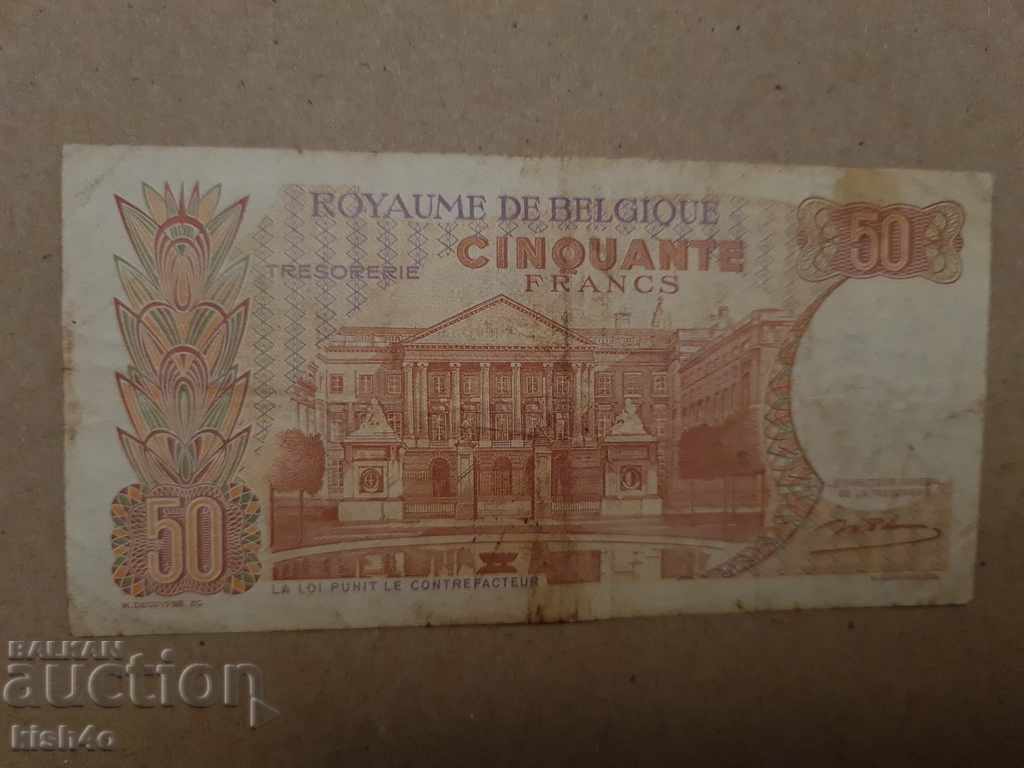 ROYAUME DE BELGIQUE
CINQUANTE
50
TRESORERIE
FRANCS
50
LA LOI PUNIT LE CONTREFACTEUR
BALKAN
auction
kish4o